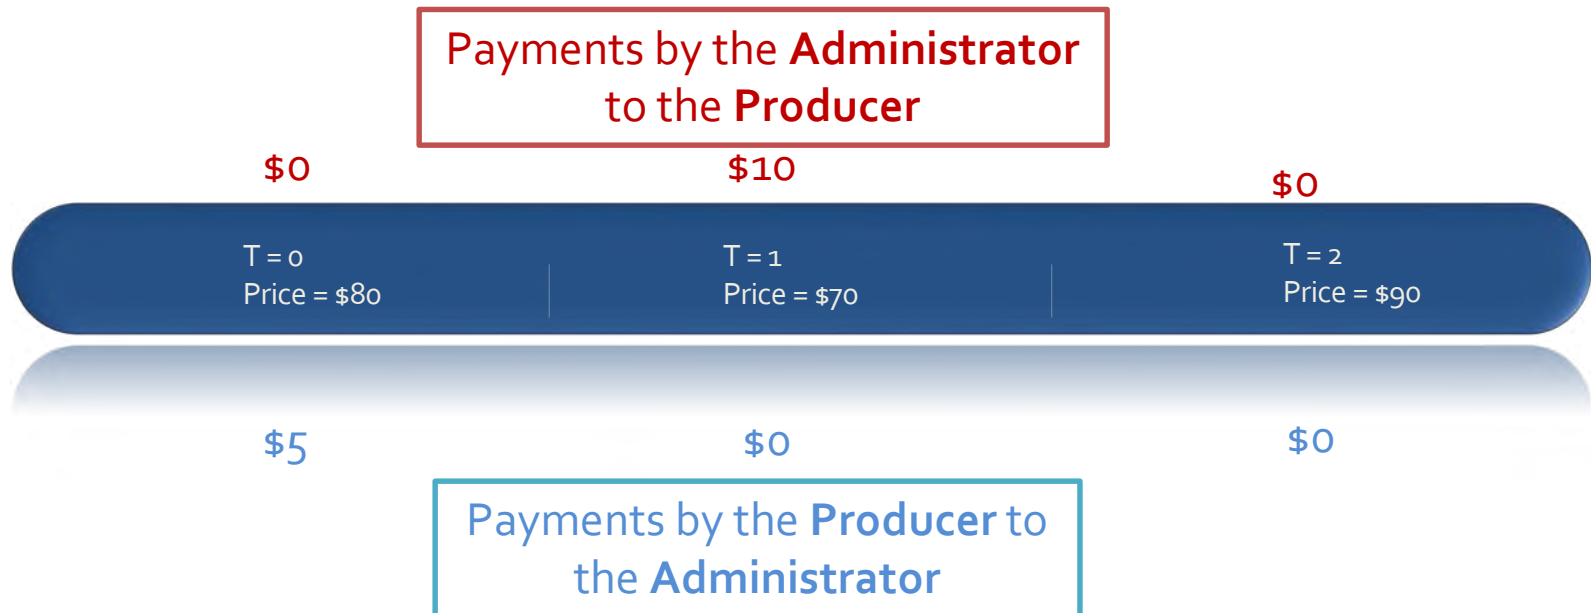 Payments by the Administrator
to the Producer
$0
$10
$0
T = 0
Price = $80
T = 1
Price = $70
T = 2
Price = $90
$5
$0
$0
Payments by the Producer to
the Administrator